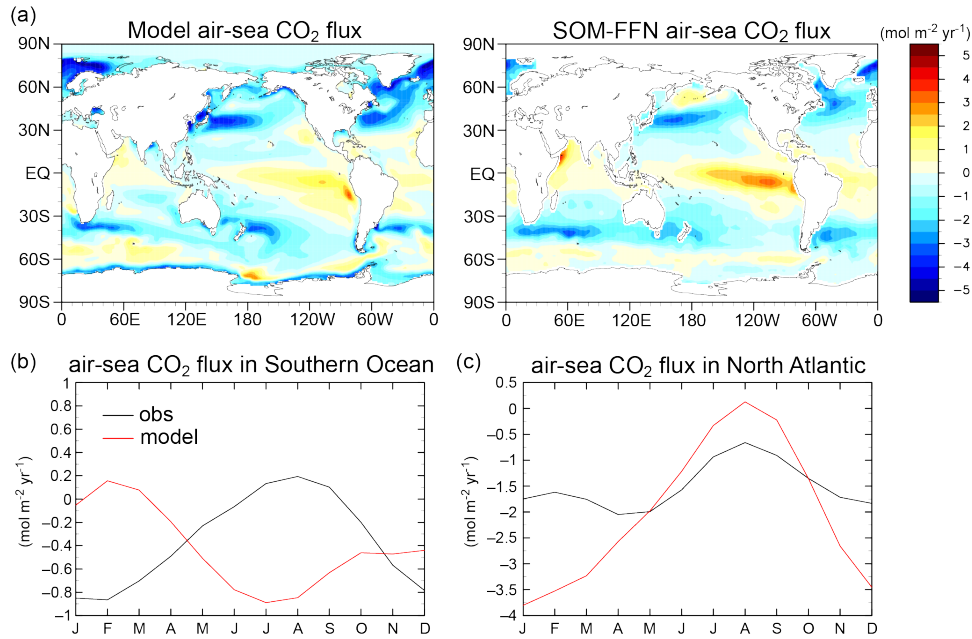 (a)
Model air-sea CO₂ flux
SOM-FFN air-sea CO₂ flux
(mol m⁻² yr⁻¹)
90N
60N
30N
EQ
30S
60S
90S
0 60E 120E 180 120W 60W 0
90N
60N
30N
EQ
30S
60S
90S
0 60E 120E 180 120W 60W 0
5
4
3
2
1
0
−1
−2
−3
−4
−5
(b)
air-sea CO₂ flux in Southern Ocean
(mol m⁻² yr⁻¹)
1
0.8
0.6
0.4
0.2
0
−0.2
−0.4
−0.6
−0.8
−1
obs
model
J F M A M J J A S O N D
(c)
air-sea CO₂ flux in North Atlantic
(mol m⁻² yr⁻¹)
0.5
0
−0.5
−1
−1.5
−2
−2.5
−3
−3.5
−4
J F M A M J J A S O N D